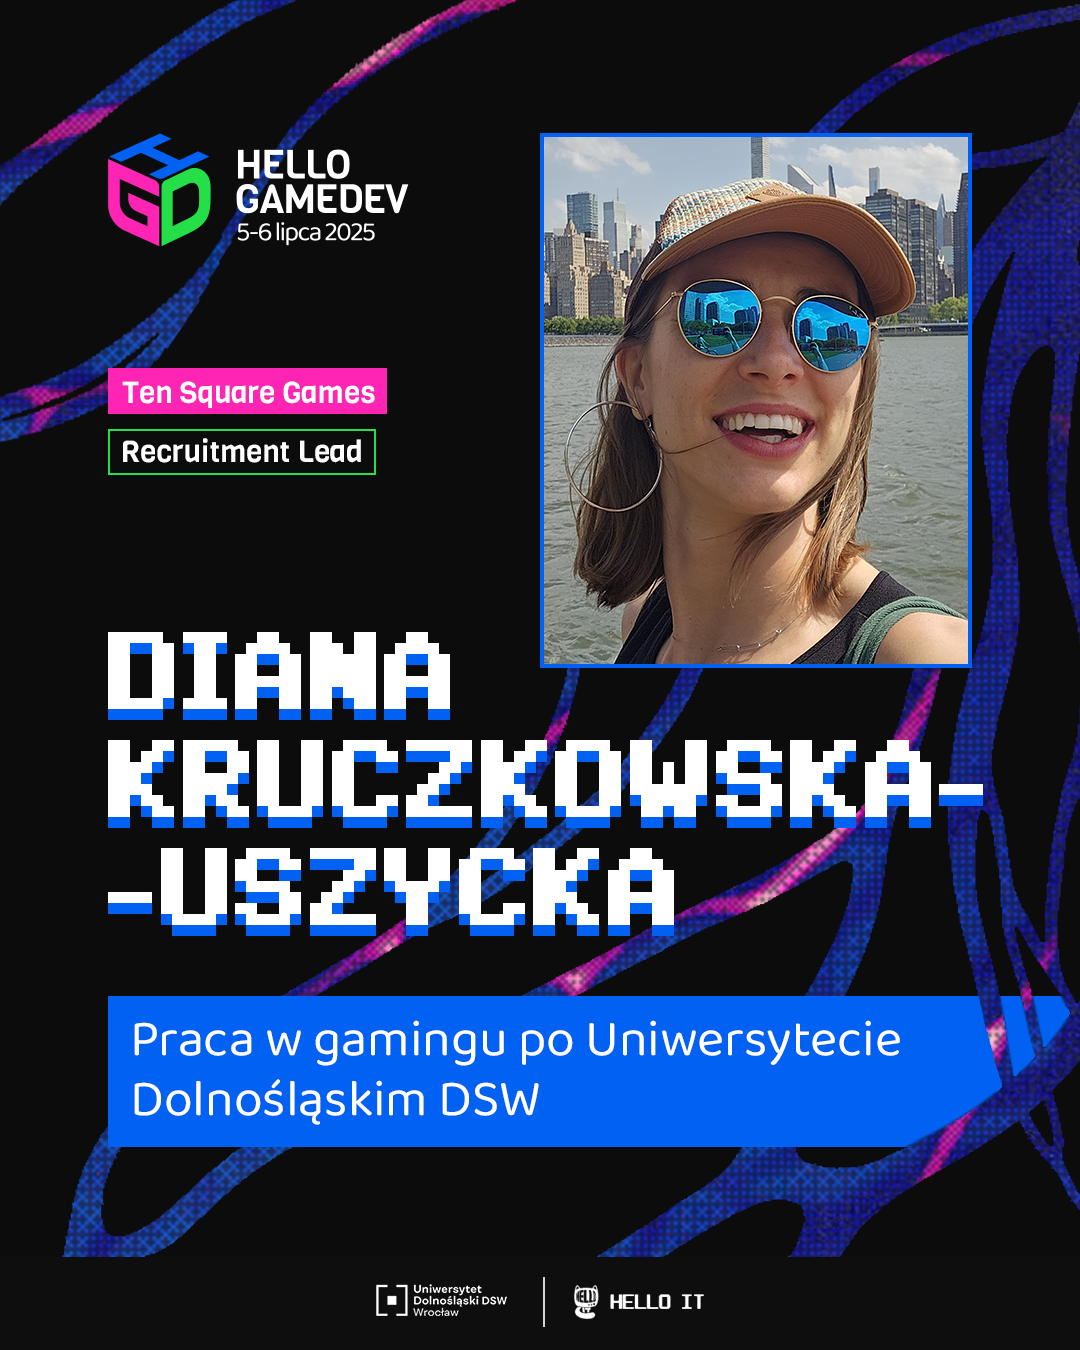 HELLO
GAMEDEV
5-6 lipca 2025
Ten Square Games
Recruitment Lead
DIANA
KRUCZKOWSKA-
-USZYCKA
Praca w gamingu po Uniwersytecie
Dolnośląskim DSW
Uniwersytet
Dolnośląski DSW
Wrocław
HELLO IT